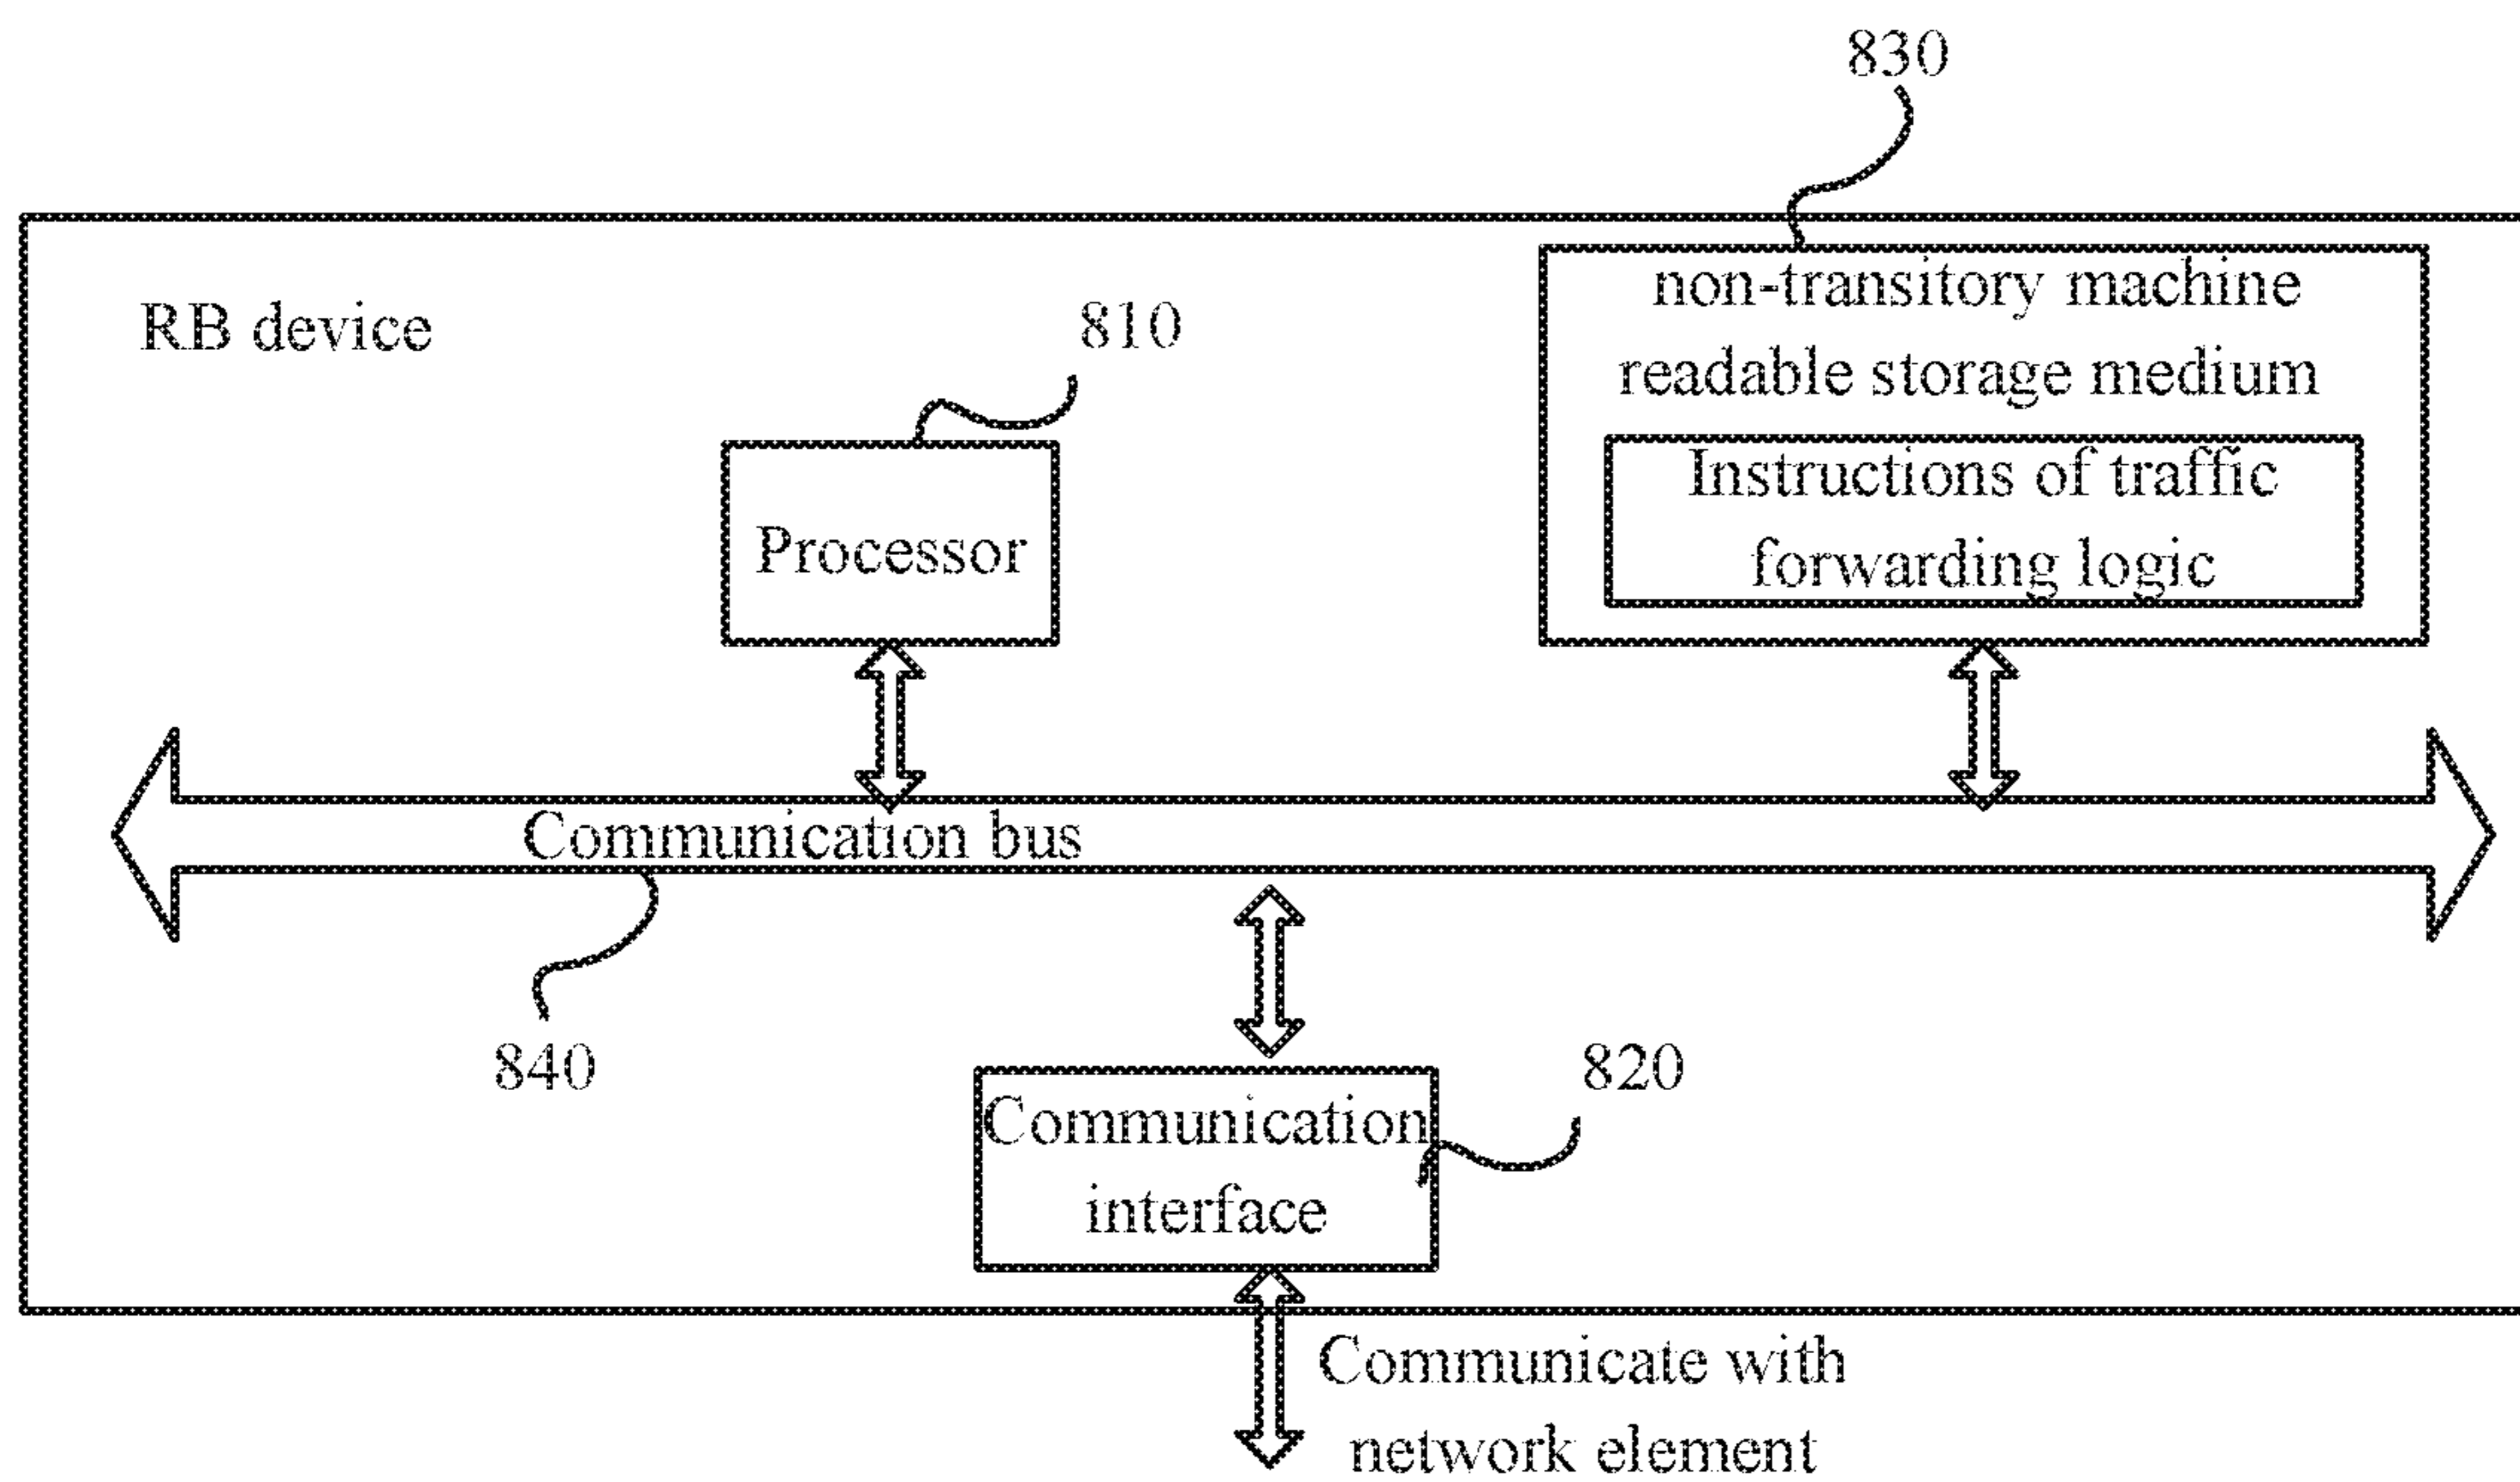 830
RB device
810
non-transitory machine
readable storage medium
Instructions of traffic
forwarding logic
Processor
Communication bus
840
820
Communication
interface
Communicate with
network element